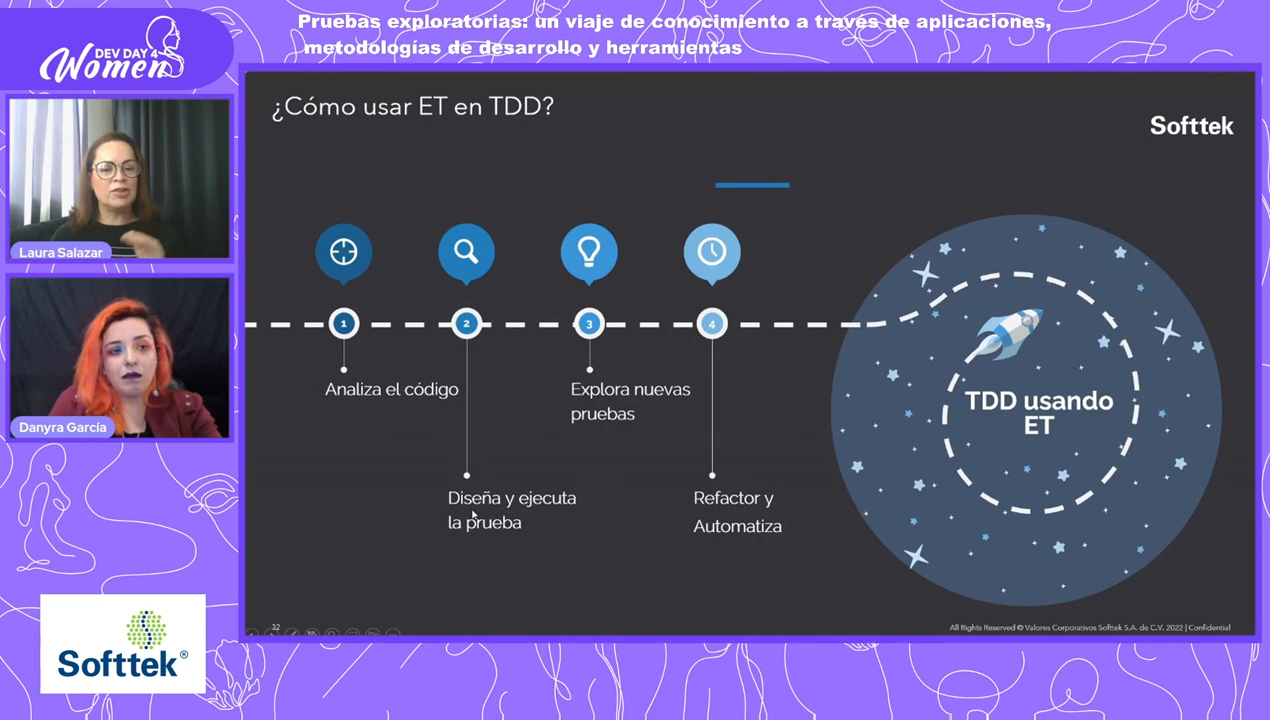 Pruebas exploratorias: un viaje de conocimiento a través de aplicaciones,
metodologías de desarrollo y herramientas
DEV DAY 4
Women
Laura Salazar
Danyra García
Softtek®
¿Cómo usar ET en TDD?
Softtek
1
2
3
4
Analiza el código
Explora nuevas
pruebas
Diseña y ejecuta
la prueba
Refactor y
Automatiza
TDD usando
ET
32
All Rights Reserved © Valores Corporativos Softtek S.A. de C.V. 2022 | Confidential